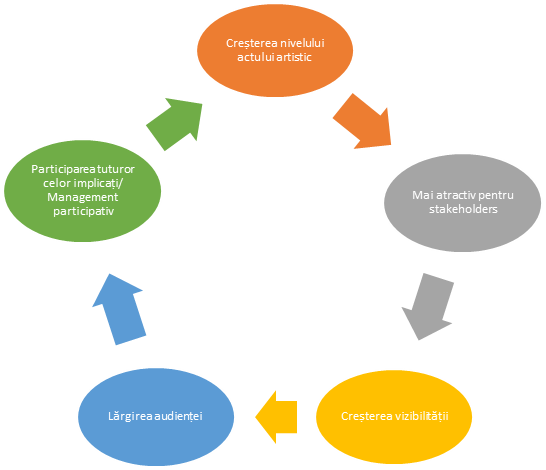 Creșterea nivelului
actului artistic
Mai atractiv pentru
stakeholders
Creșterea vizibilității
Lărgirea audienței
Participarea tuturor
celor implicați/
Management
participativ